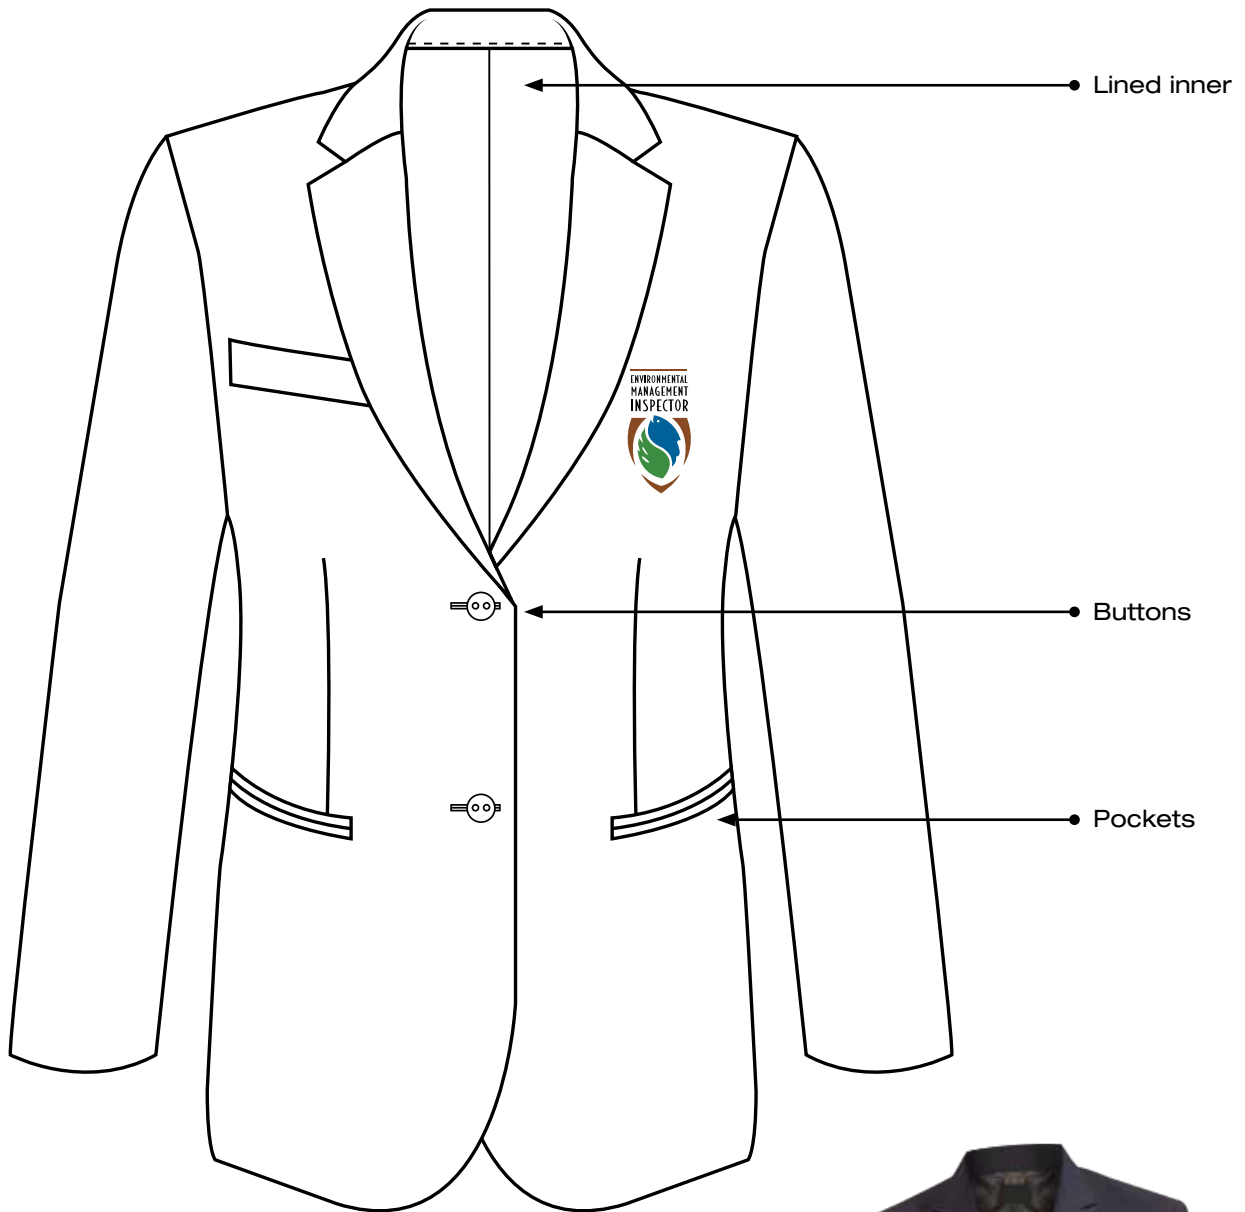 Lined inner
ENVIRONMENTAL
MANAGEMENT
INSPECTOR
Buttons
Pockets